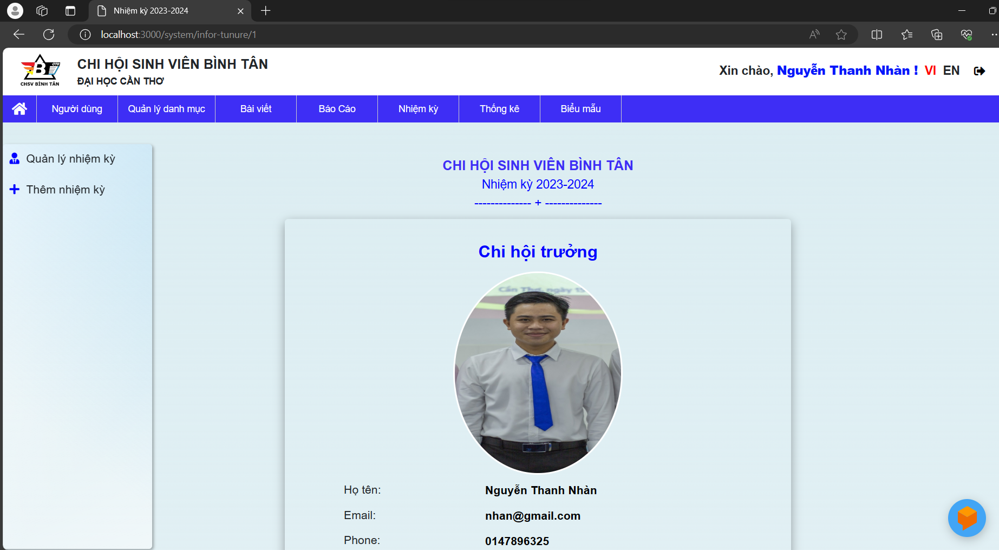 Nhiệm kỳ 2023-2024
localhost:3000/system/infor-tunure/1
B
CTU
CHSV BÌNH TÂN
CHI HỘI SINH VIÊN BÌNH TÂN
ĐẠI HỌC CẦN THƠ
Xin chào, Nguyễn Thanh Nhàn ! VI EN
Người dùng Quản lý danh mục Bài viết Báo Cáo Nhiệm kỳ Thống kê Biểu mẫu
Quản lý nhiệm kỳ
Thêm nhiệm kỳ
CHI HỘI SINH VIÊN BÌNH TÂN
Nhiệm kỳ 2023-2024
-------------- + --------------
Chi hội trưởng
Cần Thơ, ngày 1
Họ tên: Nguyễn Thanh Nhàn
Email: nhan@gmail.com
Phone: 0147896325